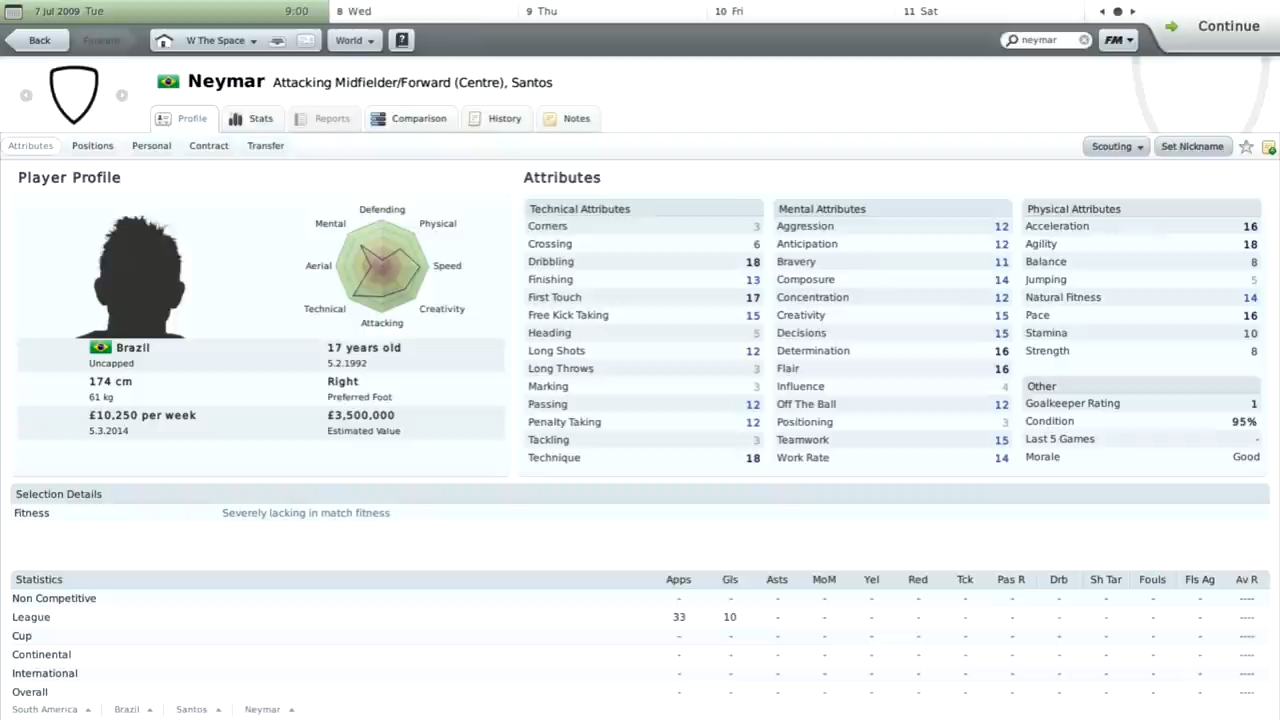 7 Jul 2009 Tue 9:00 8 Wed 9 Thu 10 Fri 11 Sat
Continue
Back Forward W The Space World ? neymar FM
Neymar Attacking Midfielder/Forward (Centre), Santos
Profile Stats Reports Comparison History Notes
Attributes Positions Personal Contract Transfer Scouting Set Nickname
Player Profile
Defending
Mental Physical
Aerial Speed
Technical Creativity
Attacking
Brazil 17 years old
Uncapped 5.2.1992
174 cm Right
61 kg Preferred Foot
£10,250 per week £3,500,000
5.3.2014 Estimated Value
Attributes
Technical Attributes
Corners 3
Crossing 6
Dribbling 18
Finishing 13
First Touch 17
Free Kick Taking 15
Heading 5
Long Shots 12
Long Throws 3
Marking 3
Passing 12
Penalty Taking 12
Tackling 3
Technique 18
Mental Attributes
Aggression 12
Anticipation 12
Bravery 11
Composure 14
Concentration 12
Creativity 15
Decisions 15
Determination 16
Flair 16
Influence 4
Off The Ball 12
Positioning 3
Teamwork 15
Work Rate 14
Physical Attributes
Acceleration 16
Agility 18
Balance 8
Jumping 5
Natural Fitness 14
Pace 16
Stamina 10
Strength 8
Other
Goalkeeper Rating 1
Condition 95%
Last 5 Games -
Morale Good
Selection Details
Fitness Severely lacking in match fitness
Statistics Apps Gls Asts MoM Yel Red Tck Pas R Drb Sh Tar Fouls Fls Ag Av R
Non Competitive - - - - - - - - - - - - ----
League 33 10 - - - - - - - - - - ----
Cup - - - - - - - - - - - - ----
Continental - - - - - - - - - - - - ----
International - - - - - - - - - - - - ----
Overall - - - - - - - - - - - - ----
South America Brazil Santos Neymar